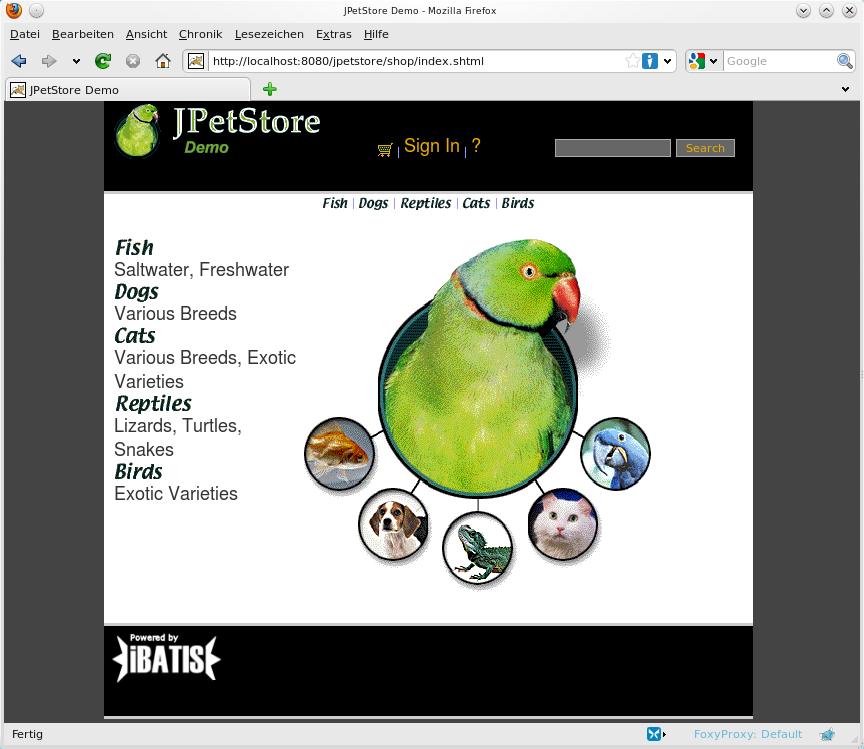 JPetStore Demo - Mozilla Firefox
Datei Bearbeiten Ansicht Chronik Lesezeichen Extras Hilfe
http://localhost:8080/jpetstore/shop/index.shtml
Google
JPetStore Demo
JPetStore
Demo
Sign In | ?
Search
Fish | Dogs | Reptiles | Cats | Birds
Fish
Saltwater, Freshwater
Dogs
Various Breeds
Cats
Various Breeds, Exotic
Varieties
Reptiles
Lizards, Turtles,
Snakes
Birds
Exotic Varieties
Powered by
iBATIS
Fertig
FoxyProxy: Default